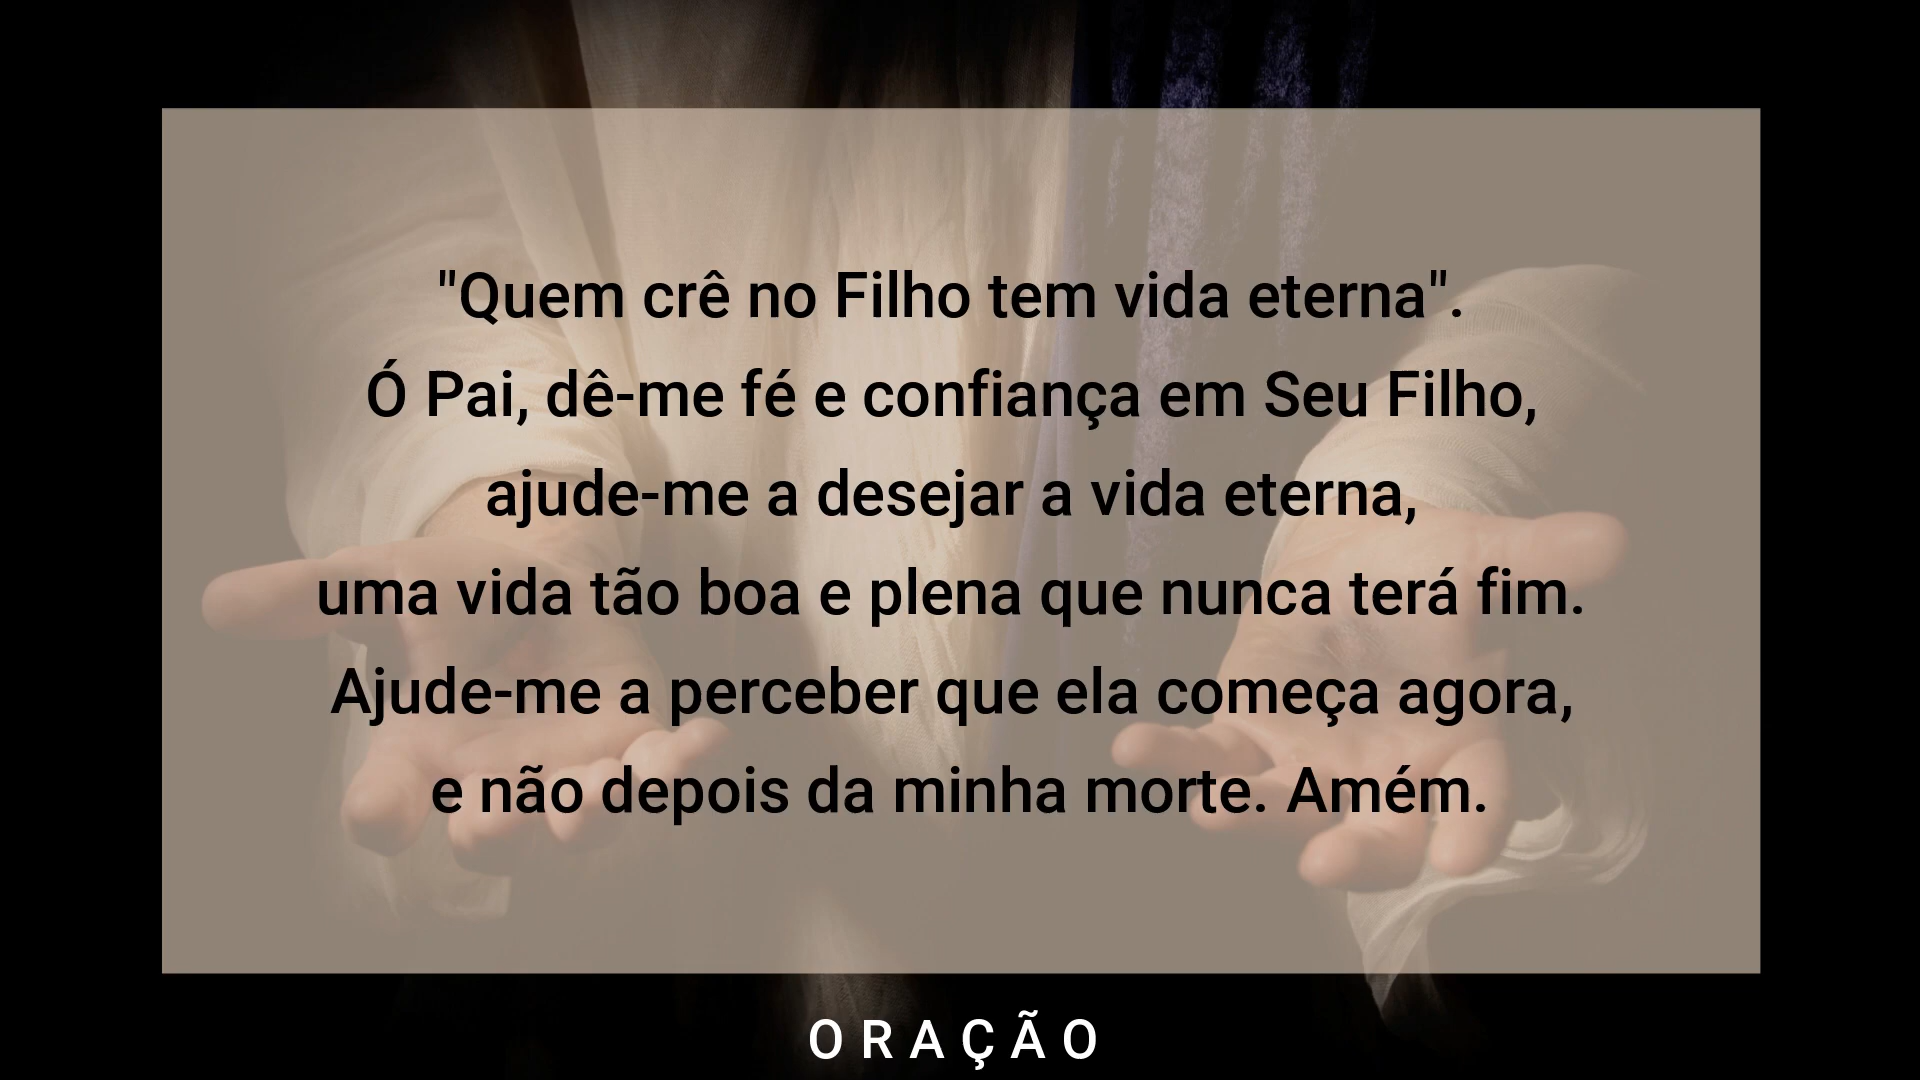 "Quem crê no Filho tem vida eterna".
Ó Pai, dê-me fé e confiança em Seu Filho,
ajude-me a desejar a vida eterna,
uma vida tão boa e plena que nunca terá fim.
Ajude-me a perceber que ela começa agora,
e não depois da minha morte. Amém.
ORAÇÃO